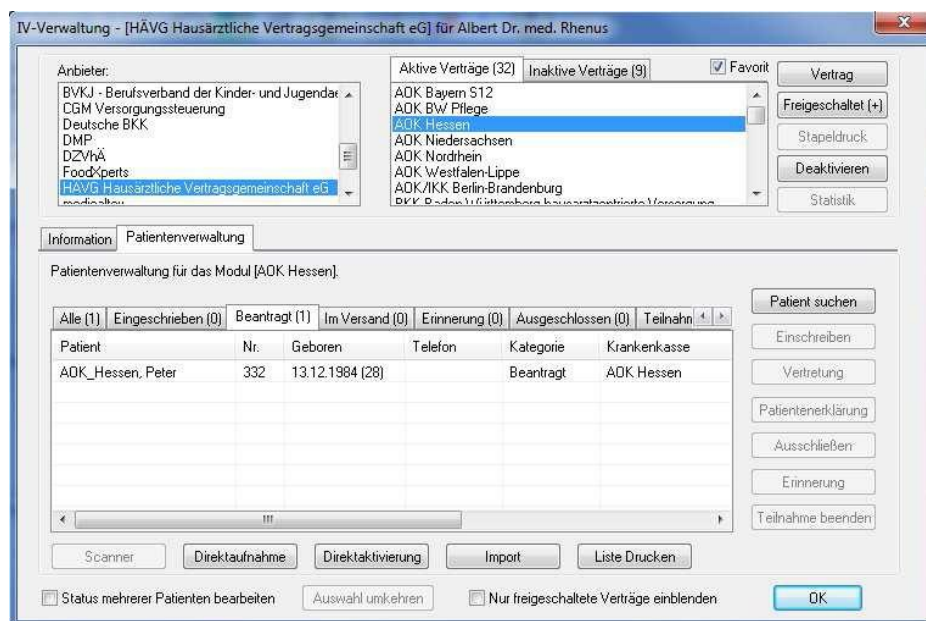 IV-Verwaltung - [HÄVG Hausärztliche Vertragsgemeinschaft eG] für Albert Dr. med. Rhenus
Anbieter:
BVKJ - Berufsverband der Kinder- und Jugendae
CGM Versorgungssteuerung
Deutsche BKK
DMP
DZVhÄ
FoodXperts
HÄVG Hausärztliche Vertragsgemeinschaft eG
Aktive Verträge (32) Inaktive Verträge (9) Favorit
AOK Bayern S12
AOK BW Pflege
AOK Hessen
AOK Niedersachsen
AOK Nordrhein
AOK Westfalen-Lippe
AOK/IKK Berlin-Brandenburg
Vertrag
Freigeschaltet (+)
Stapeldruck
Deaktivieren
Statistik
Information Patientenverwaltung
Patientenverwaltung für das Modul [AOK Hessen].
Alle (1) Eingeschrieben (0) Beantragt (1) Im Versand (0) Erinnerung (0) Ausgeschlossen (0) Teilnahm
Patient Nr. Geboren Telefon Kategorie Krankenkasse
AOK_Hessen, Peter 332 13.12.1984 (28) Beantragt AOK Hessen
Patient suchen
Einschreiben
Vertretung
Patientenerklärung
Ausschließen
Erinnerung
Teilnahme beenden
Scanner Direktaufnahme Direktaktivierung Import Liste Drucken
Status mehrerer Patienten bearbeiten Auswahl umkehren Nur freigeschaltete Verträge einblenden OK